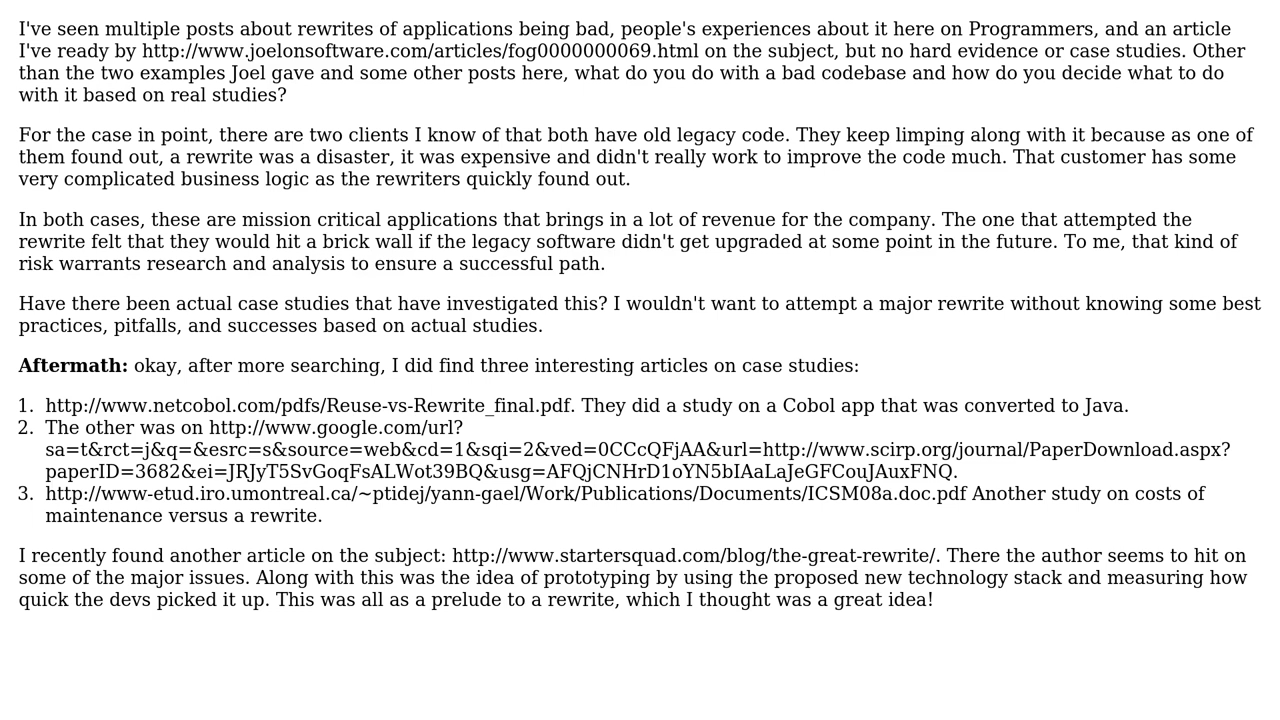 I've seen multiple posts about rewrites of applications being bad, people's experiences about it here on Programmers, and an article
I've ready by http://www.joelonsoftware.com/articles/fog0000000069.html on the subject, but no hard evidence or case studies. Other
than the two examples Joel gave and some other posts here, what do you do with a bad codebase and how do you decide what to do
with it based on real studies?
For the case in point, there are two clients I know of that both have old legacy code. They keep limping along with it because as one of
them found out, a rewrite was a disaster, it was expensive and didn't really work to improve the code much. That customer has some
very complicated business logic as the rewriters quickly found out.
In both cases, these are mission critical applications that brings in a lot of revenue for the company. The one that attempted the
rewrite felt that they would hit a brick wall if the legacy software didn't get upgraded at some point in the future. To me, that kind of
risk warrants research and analysis to ensure a successful path.
Have there been actual case studies that have investigated this? I wouldn't want to attempt a major rewrite without knowing some best
practices, pitfalls, and successes based on actual studies.
Aftermath: okay, after more searching, I did find three interesting articles on case studies:
1. http://www.netcobol.com/pdfs/Reuse-vs-Rewrite_final.pdf. They did a study on a Cobol app that was converted to Java.
2. The other was on http://www.google.com/url?
sa=t&rct=j&q=&esrc=s&source=web&cd=1&sqi=2&ved=0CCcQFjAA&url=http://www.scirp.org/journal/PaperDownload.aspx?
paperID=3682&ei=JRJyT5SvGoqFsALWot39BQ&usg=AFQjCNHrD1oYN5bIAaLaJeGFCouJAuxFNQ.
3. http://www-etud.iro.umontreal.ca/~ptidej/yann-gael/Work/Publications/Documents/ICSM08a.doc.pdf Another study on costs of
maintenance versus a rewrite.
I recently found another article on the subject: http://www.startersquad.com/blog/the-great-rewrite/. There the author seems to hit on
some of the major issues. Along with this was the idea of prototyping by using the proposed new technology stack and measuring how
quick the devs picked it up. This was all as a prelude to a rewrite, which I thought was a great idea!